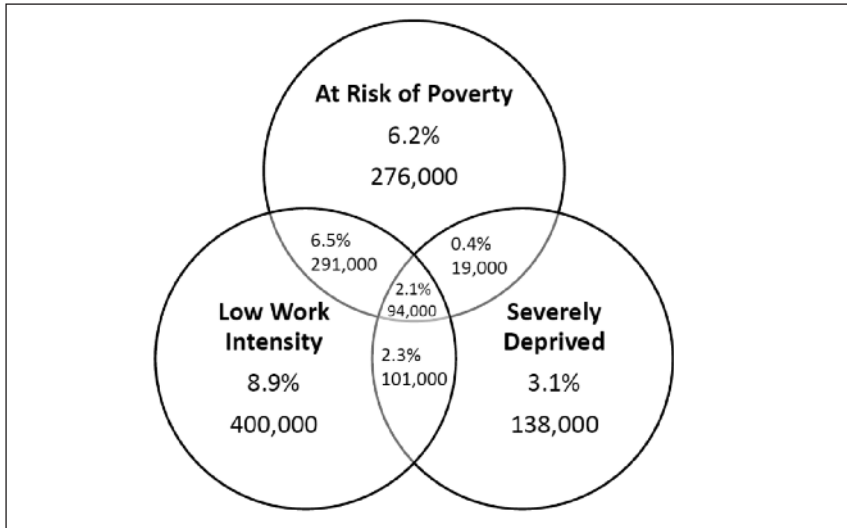 At Risk of Poverty
6.2%
276,000
6.5%
291,000
0.4%
19,000
2.1%
94,000
Low Work
Intensity
8.9%
400,000
2.3%
101,000
Severely
Deprived
3.1%
138,000